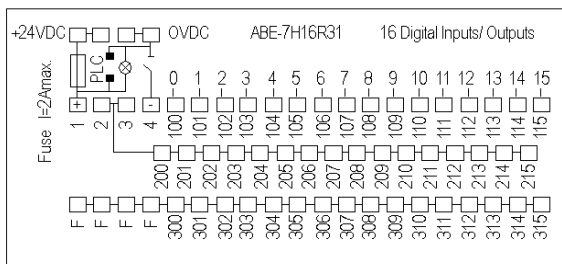 +24VDC 0VDC ABE-7H16R31 16 Digital Inputs/ Outputs
Fuse I=2Amax.
PLC
0 1 2 3 4 5 6 7 8 9 10 11 12 13 14 15
+ -
1 2 3 4 100 101 102 103 104 105 106 107 108 109 110 111 112 113 114 115
200 201 202 203 204 205 206 207 208 209 210 211 212 213 214 215
F F F F 300 301 302 303 304 305 306 307 308 309 310 311 312 313 314 315